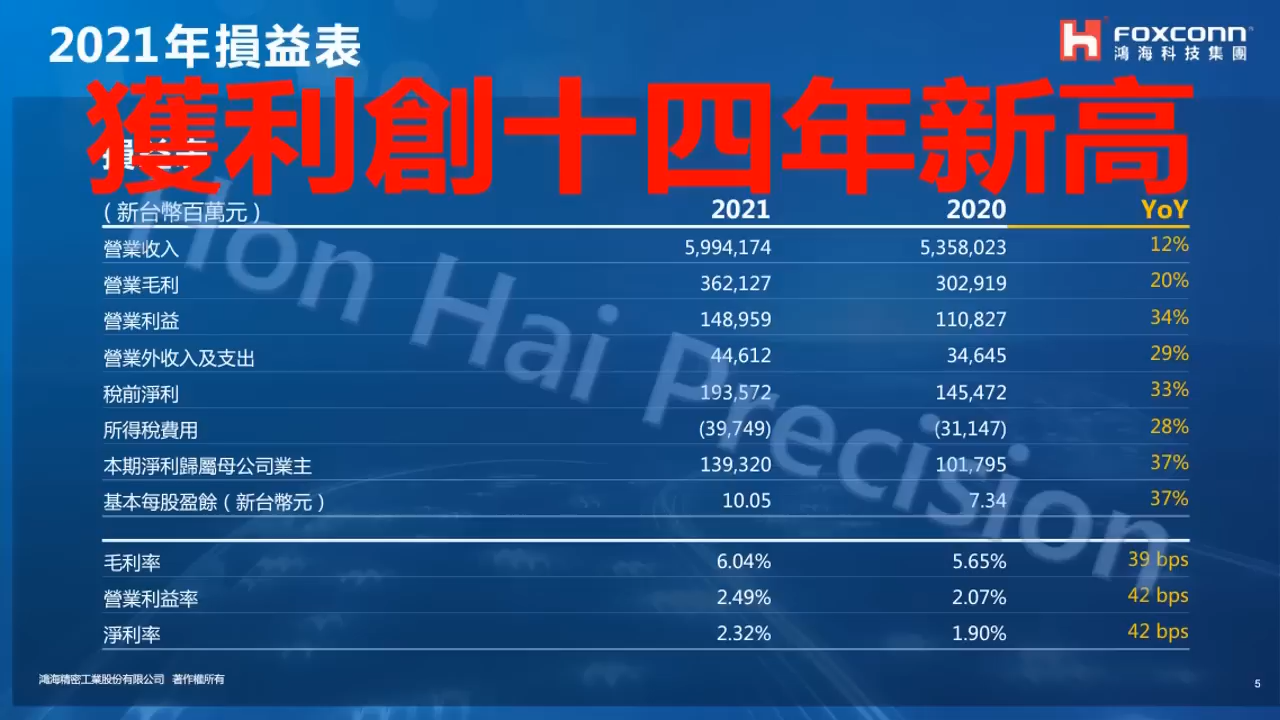 2021年損益表
FOXCONN
鴻海科技集團
獲利創十四年新高
損益表
（新台幣百萬元） 2021 2020 YoY
營業收入 5,994,174 5,358,023 12%
營業毛利 362,127 302,919 20%
營業利益 148,959 110,827 34%
營業外收入及支出 44,612 34,645 29%
稅前淨利 193,572 145,472 33%
所得稅費用 (39,749) (31,147) 28%
本期淨利歸屬母公司業主 139,320 101,795 37%
基本每股盈餘（新台幣元） 10.05 7.34 37%
毛利率 6.04% 5.65% 39 bps
營業利益率 2.49% 2.07% 42 bps
淨利率 2.32% 1.90% 42 bps
Hon Hai Precision
鴻海精密工業股份有限公司 著作權所有
5